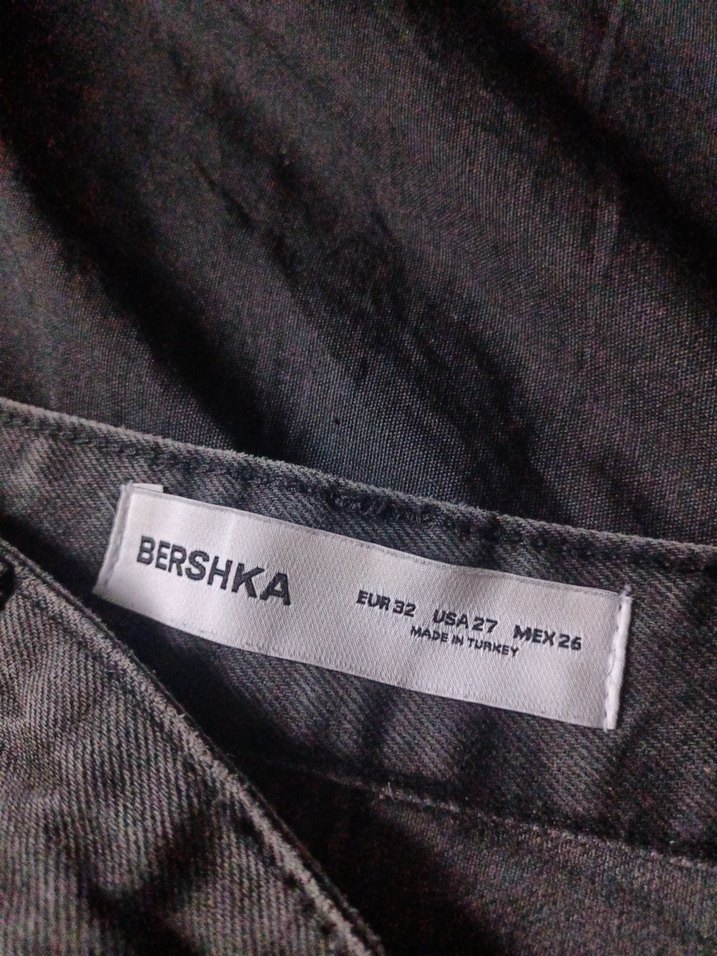 BERSHKA
EUR 32 USA 27 MEX 26
MADE IN TURKEY